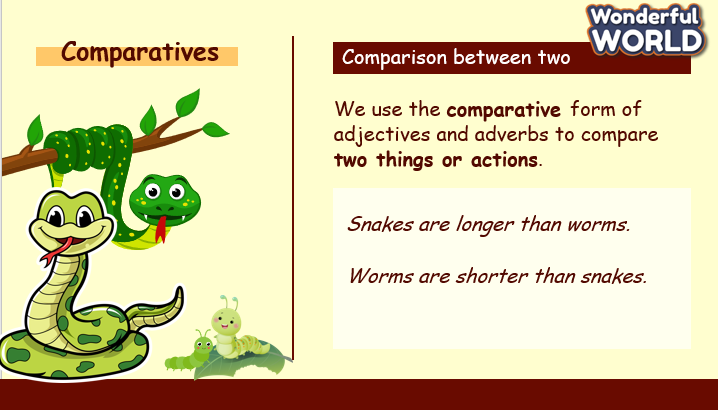 Comparatives
Wonderful
WORLD
Comparison between two
We use the comparative form of
adjectives and adverbs to compare
two things or actions.
Snakes are longer than worms.
Worms are shorter than snakes.